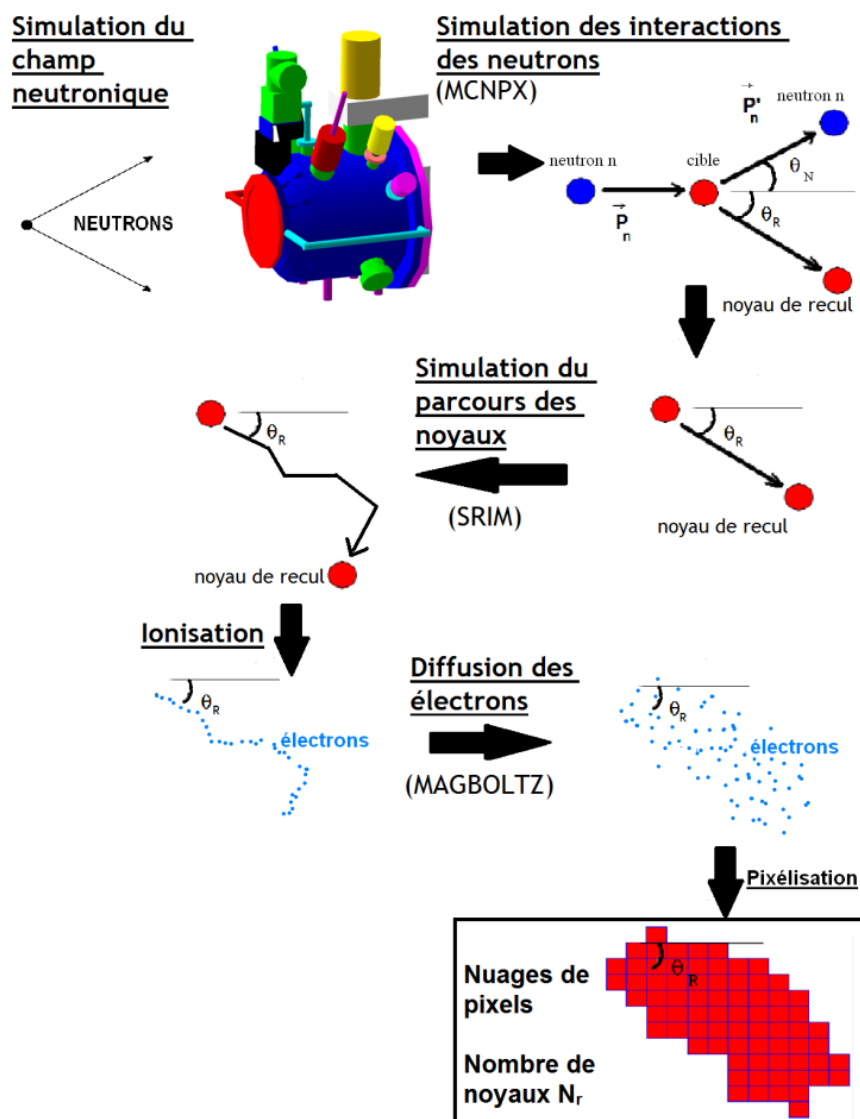 Simulation du
champ
neutronique
NEUTRONS
Simulation des interactions
des neutrons
(MCNPX)
neutron n
P'n
neutron n
cible
θN
θR
Pn
noyau de recul
Simulation du
parcours des
noyaux
(SRIM)
θR
noyau de recul
θR
noyau de recul
Ionisation
θR
électrons
Diffusion des
électrons
(MAGBOLTZ)
θR
électrons
Pixélisation
Nuages de
pixels
Nombre de
noyaux Nr
θR